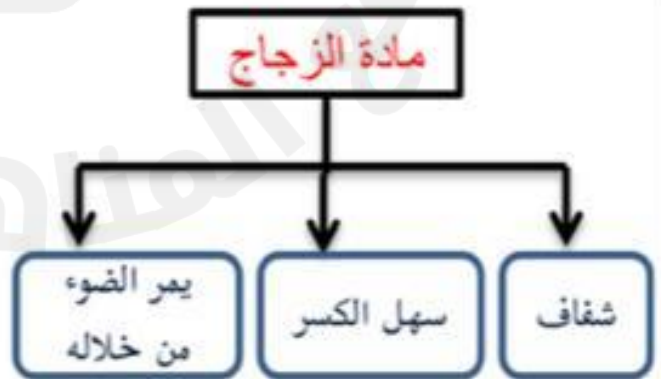 مادة الزجاج
شفاف
سهل الكسر
يمر الضوء
من خلاله